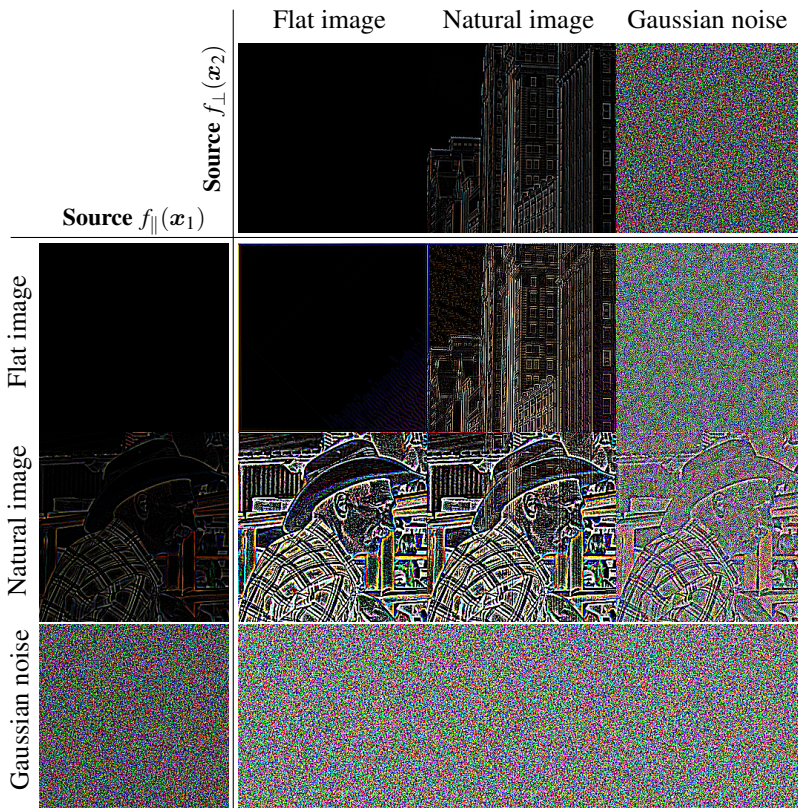 Flat image Natural image Gaussian noise
Source f⊥(x₂)
Source f∥(x₁)
Flat image
Natural image
Gaussian noise